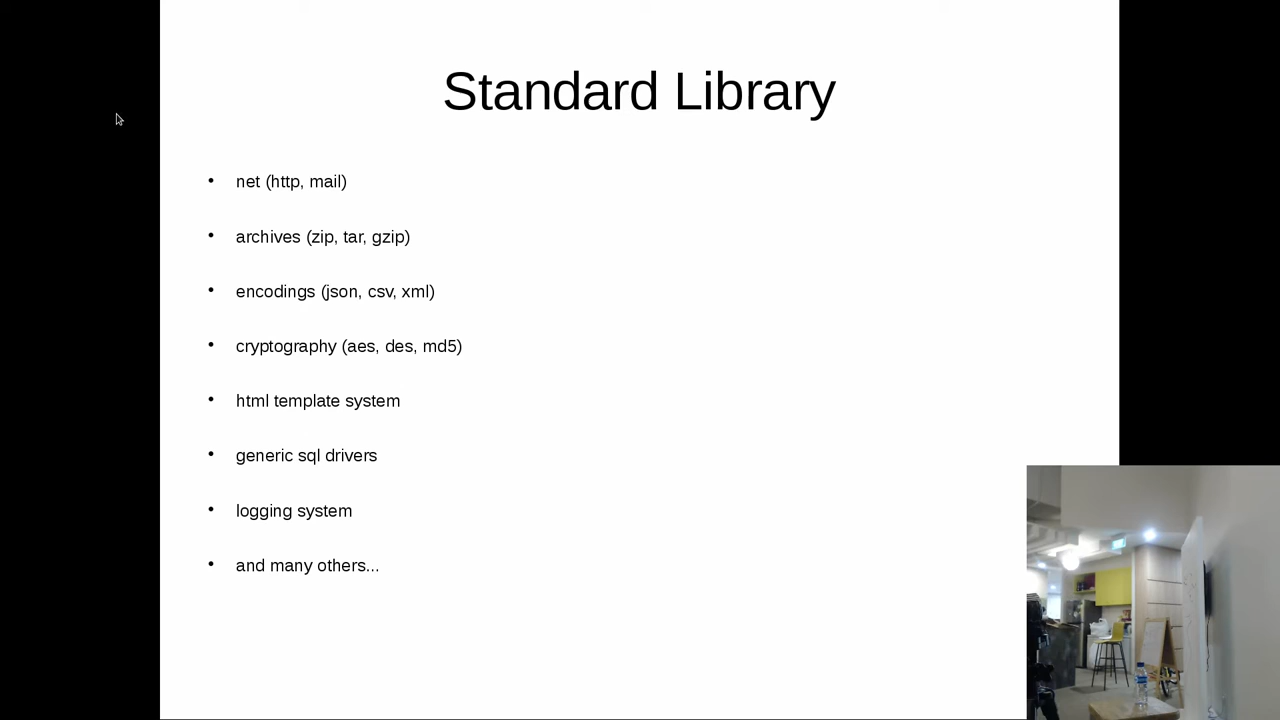 Standard Library
• net (http, mail)
• archives (zip, tar, gzip)
• encodings (json, csv, xml)
• cryptography (aes, des, md5)
• html template system
• generic sql drivers
• logging system
• and many others...